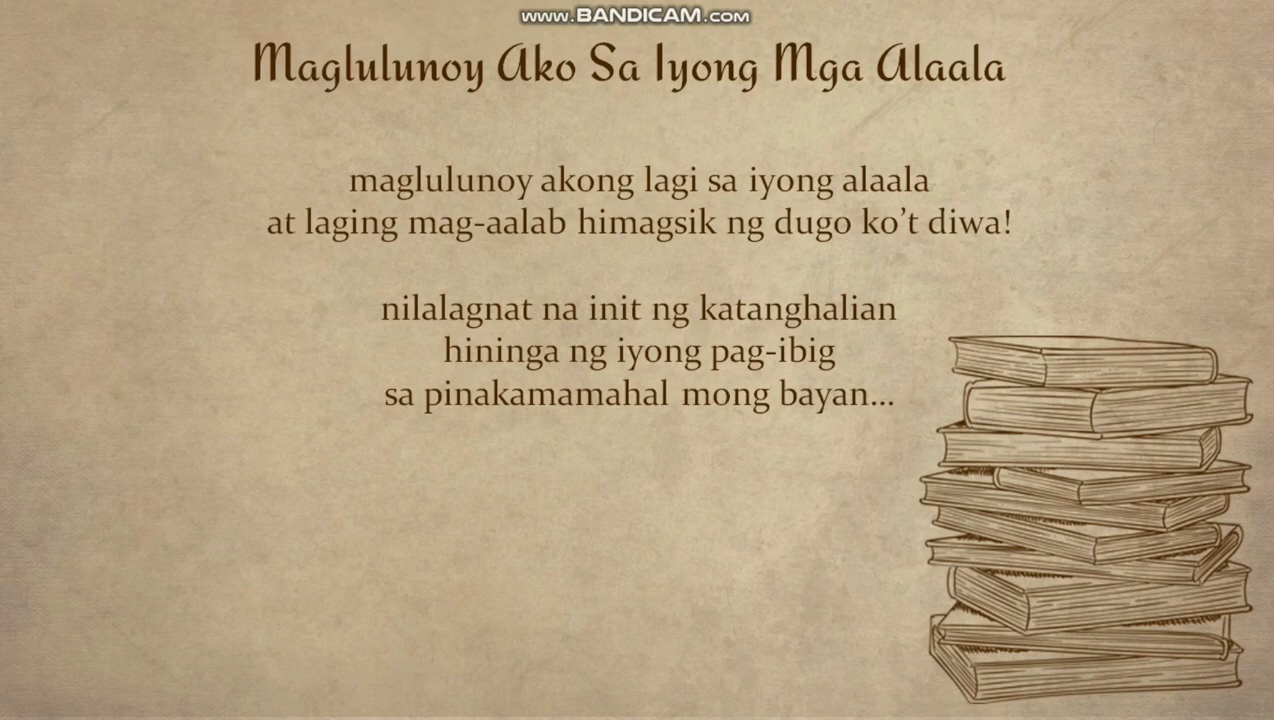 www.BANDICAM.com
Maglulunoy Ako Sa Iyong Mga Alaala
maglulunoy akong lagi sa iyong alaala
at laging mag-aalab himagsik ng dugo ko’t diwa!
nilalagnat na init ng katanghalian
hininga ng iyong pag-ibig
sa pinakamamahal mong bayan...